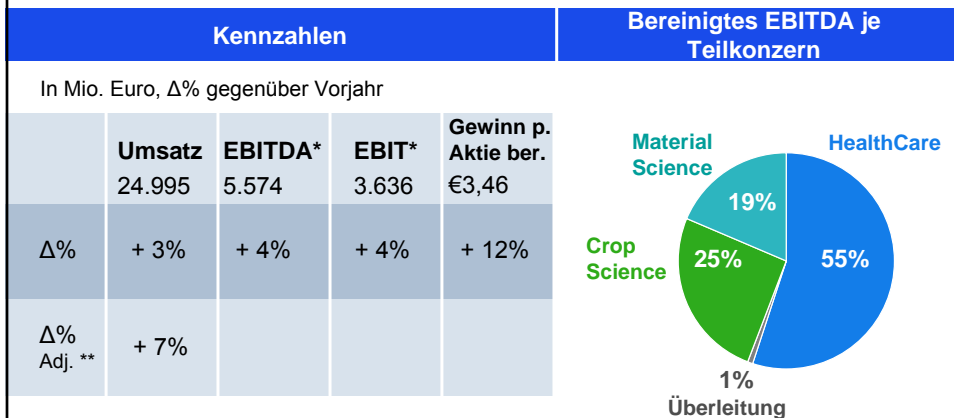 Kennzahlen
Bereinigtes EBITDA je
Teilkonzern
In Mio. Euro, Δ% gegenüber Vorjahr
Umsatz EBITDA* EBIT* Gewinn p.
Aktie ber.
24.995 5.574 3.636 €3,46
Δ% + 3% + 4% + 4% + 12%
Δ%
Adj. ** + 7%
Material
Science
HealthCare
19%
Crop
Science
25%
55%
1%
Überleitung